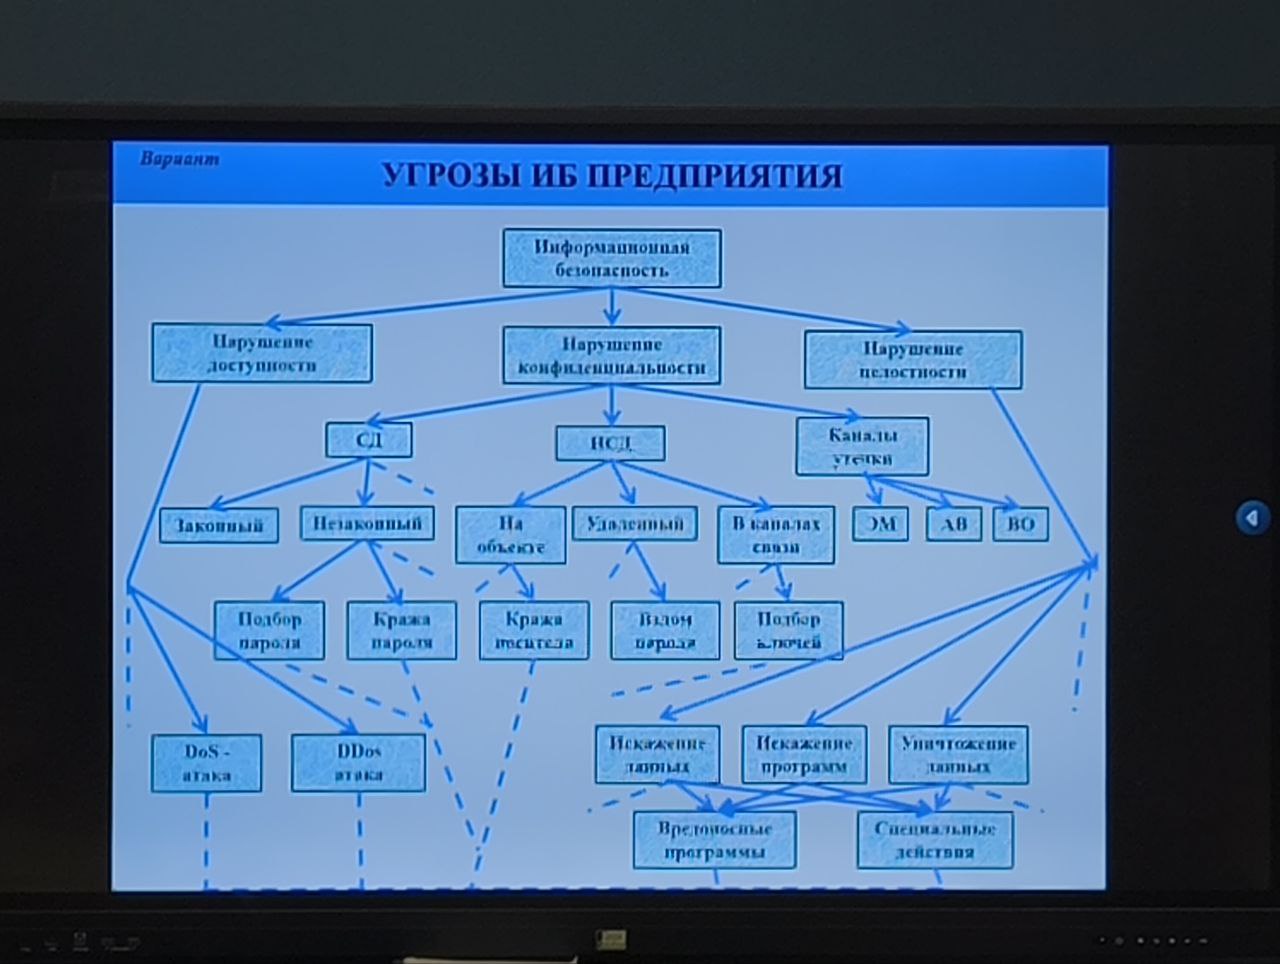 Вариант
УГРОЗЫ ИБ ПРЕДПРИЯТИЯ
Информационная
безопасность
Нарушение
доступности
Нарушение
конфиденциальности
Нарушение
целостности
СД
НСД
Каналы
утечки
Законный
Незаконный
На
объекте
Удаленный
В каналах
связи
ЭМ
АВ
ВО
Подбор
пароля
Кража
пароля
Кража
носителя
Взлом
пароля
Подбор
ключей
DoS -
атака
DDos
атака
Искажение
данных
Искажение
программ
Уничтожение
данных
Вредоносные
программы
Специальные
действия